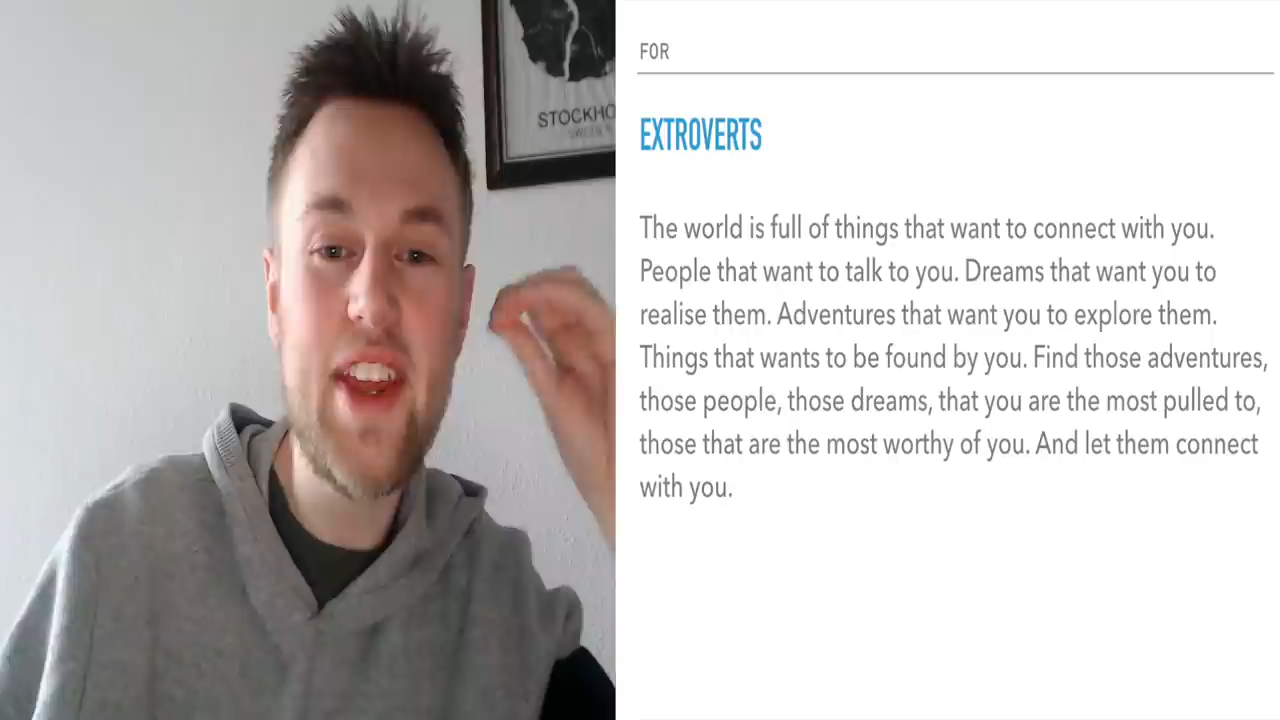 STOCKHO
FOR
EXTROVERTS
The world is full of things that want to connect with you.
People that want to talk to you. Dreams that want you to
realise them. Adventures that want you to explore them.
Things that wants to be found by you. Find those adventures,
those people, those dreams, that you are the most pulled to,
those that are the most worthy of you. And let them connect
with you.